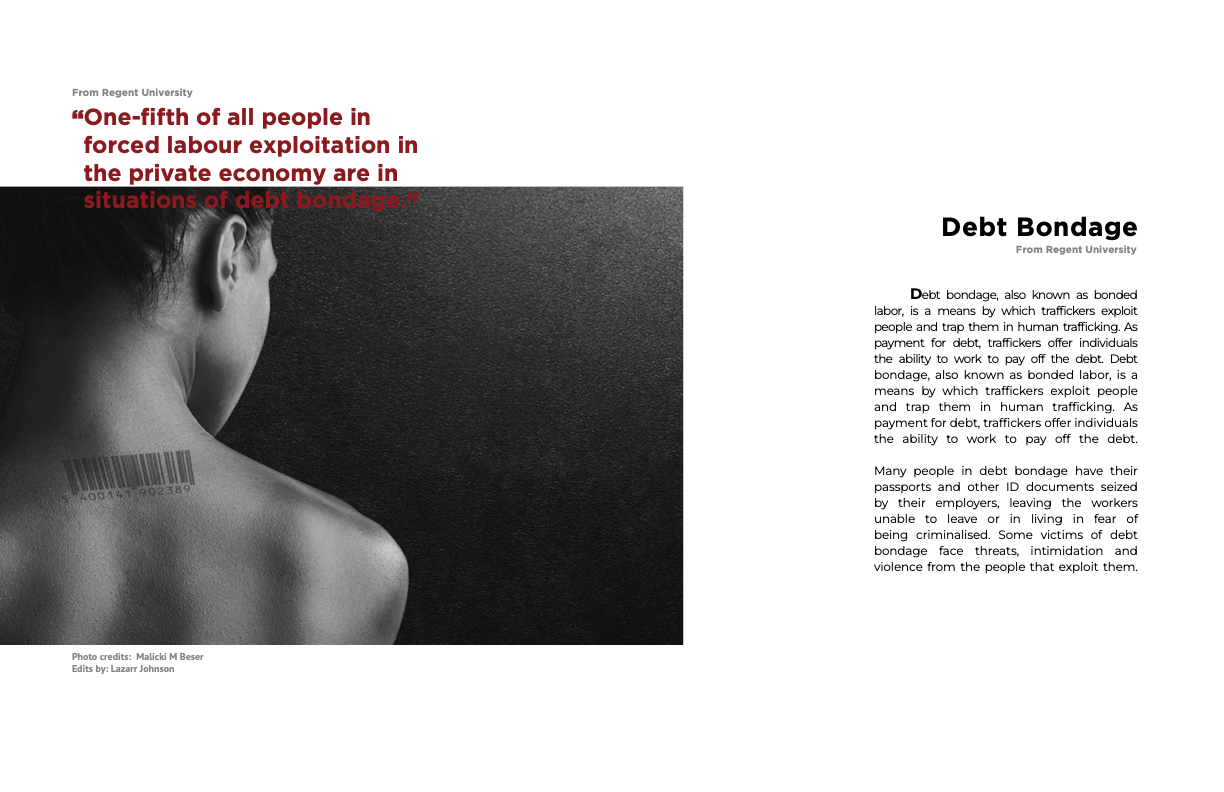 From Regent University
“One-fifth of all people in
forced labour exploitation in
the private economy are in
situations of debt bondage.”
5 400141 902389
Photo credits: Malicki M Beser
Edits by: Lazarr Johnson
Debt Bondage
From Regent University
Debt bondage, also known as bonded
labor, is a means by which traffickers exploit
people and trap them in human trafficking. As
payment for debt, traffickers offer individuals
the ability to work to pay off the debt. Debt
bondage, also known as bonded labor, is a
means by which traffickers exploit people
and trap them in human trafficking. As
payment for debt, traffickers offer individuals
the ability to work to pay off the debt.
Many people in debt bondage have their
passports and other ID documents seized
by their employers, leaving the workers
unable to leave or in living in fear of
being criminalised. Some victims of debt
bondage face threats, intimidation and
violence from the people that exploit them.